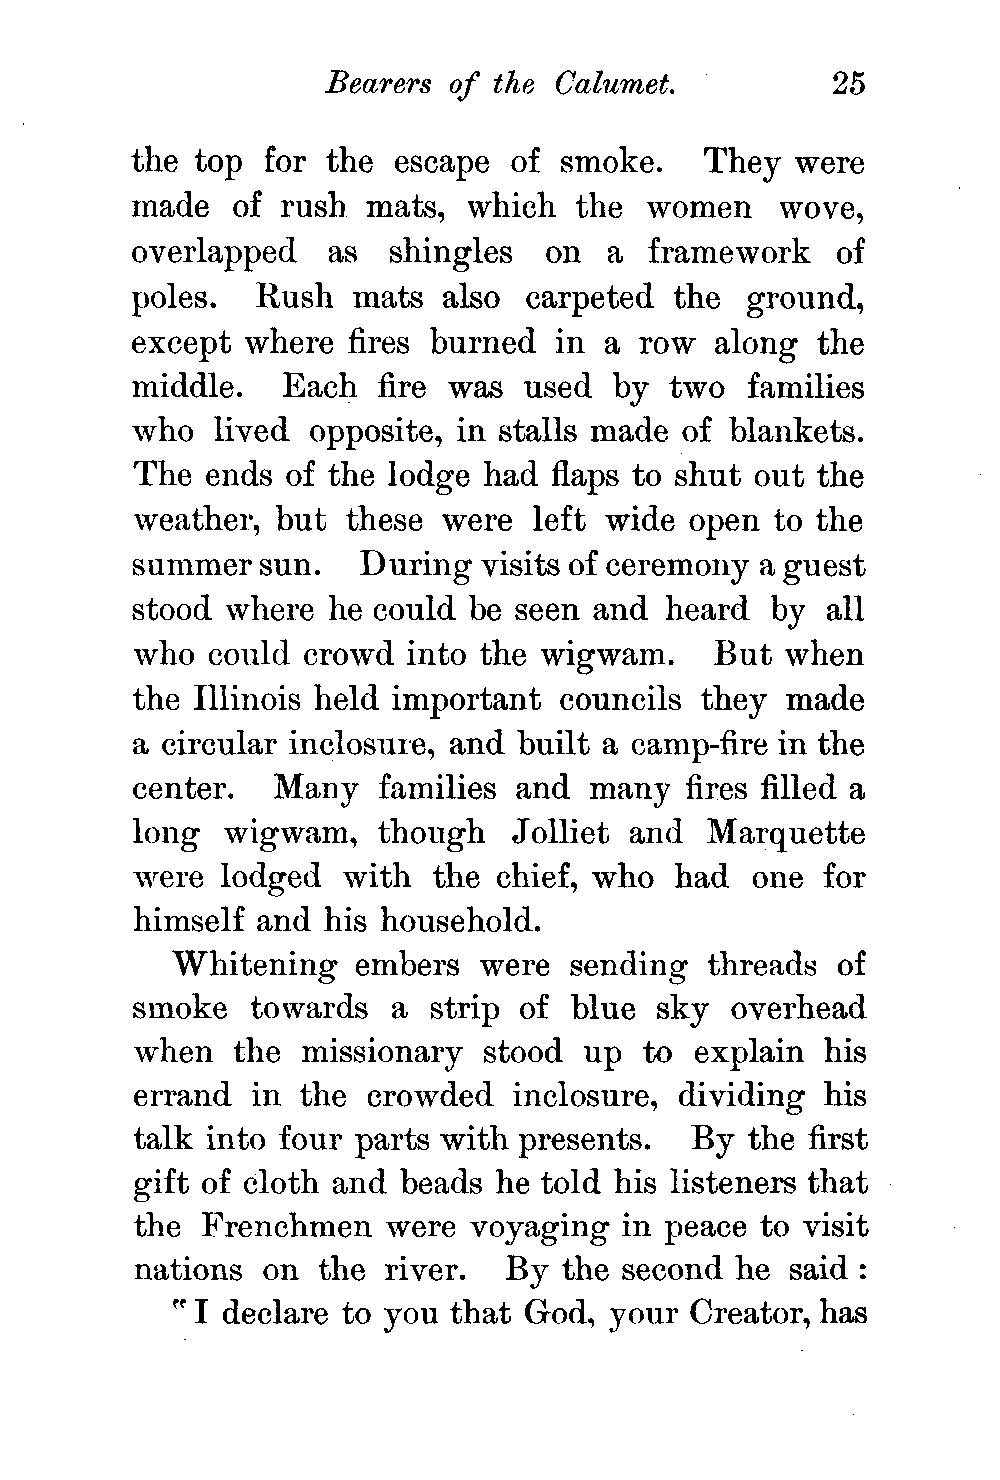 Bearers of the Calumet. 25
the top for the escape of smoke. They were
made of rush mats, which the women wove,
overlapped as shingles on a framework of
poles. Rush mats also carpeted the ground,
except where fires burned in a row along the
middle. Each fire was used by two families
who lived opposite, in stalls made of blankets.
The ends of the lodge had flaps to shut out the
weather, but these were left wide open to the
summer sun. During visits of ceremony a guest
stood where he could be seen and heard by all
who could crowd into the wigwam. But when
the Illinois held important councils they made
a circular inclosure, and built a camp-fire in the
center. Many families and many fires filled a
long wigwam, though Jolliet and Marquette
were lodged with the chief, who had one for
himself and his household.
Whitening embers were sending threads of
smoke towards a strip of blue sky overhead
when the missionary stood up to explain his
errand in the crowded inclosure, dividing his
talk into four parts with presents. By the first
gift of cloth and beads he told his listeners that
the Frenchmen were voyaging in peace to visit
nations on the river. By the second he said:
"I declare to you that God, your Creator, has